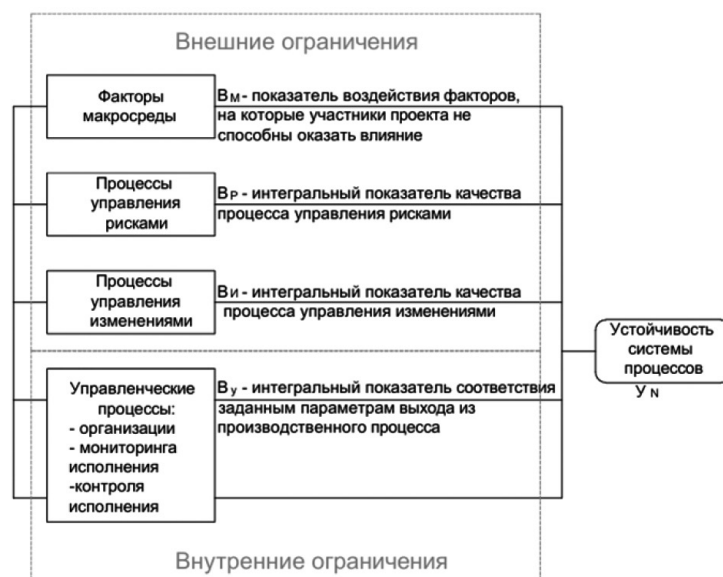 Внешние ограничения
Факторы
макросреды
Вм - показатель воздействия факторов,
на которые участники проекта не
способны оказать влияние
Процессы
управления
рисками
ВР - интегральный показатель качества
процесса управления рисками
Процессы
управления
изменениями
ВИ - интегральный показатель качества
процесса управления изменениями
Устойчивость
системы
процессов
У N
Управленческие
процессы:
- организации
- мониторинга
исполнения
-контроля
исполнения
Ву - интегральный показатель соответствия
заданным параметрам выхода из
производственного процесса
Внутренние ограничения